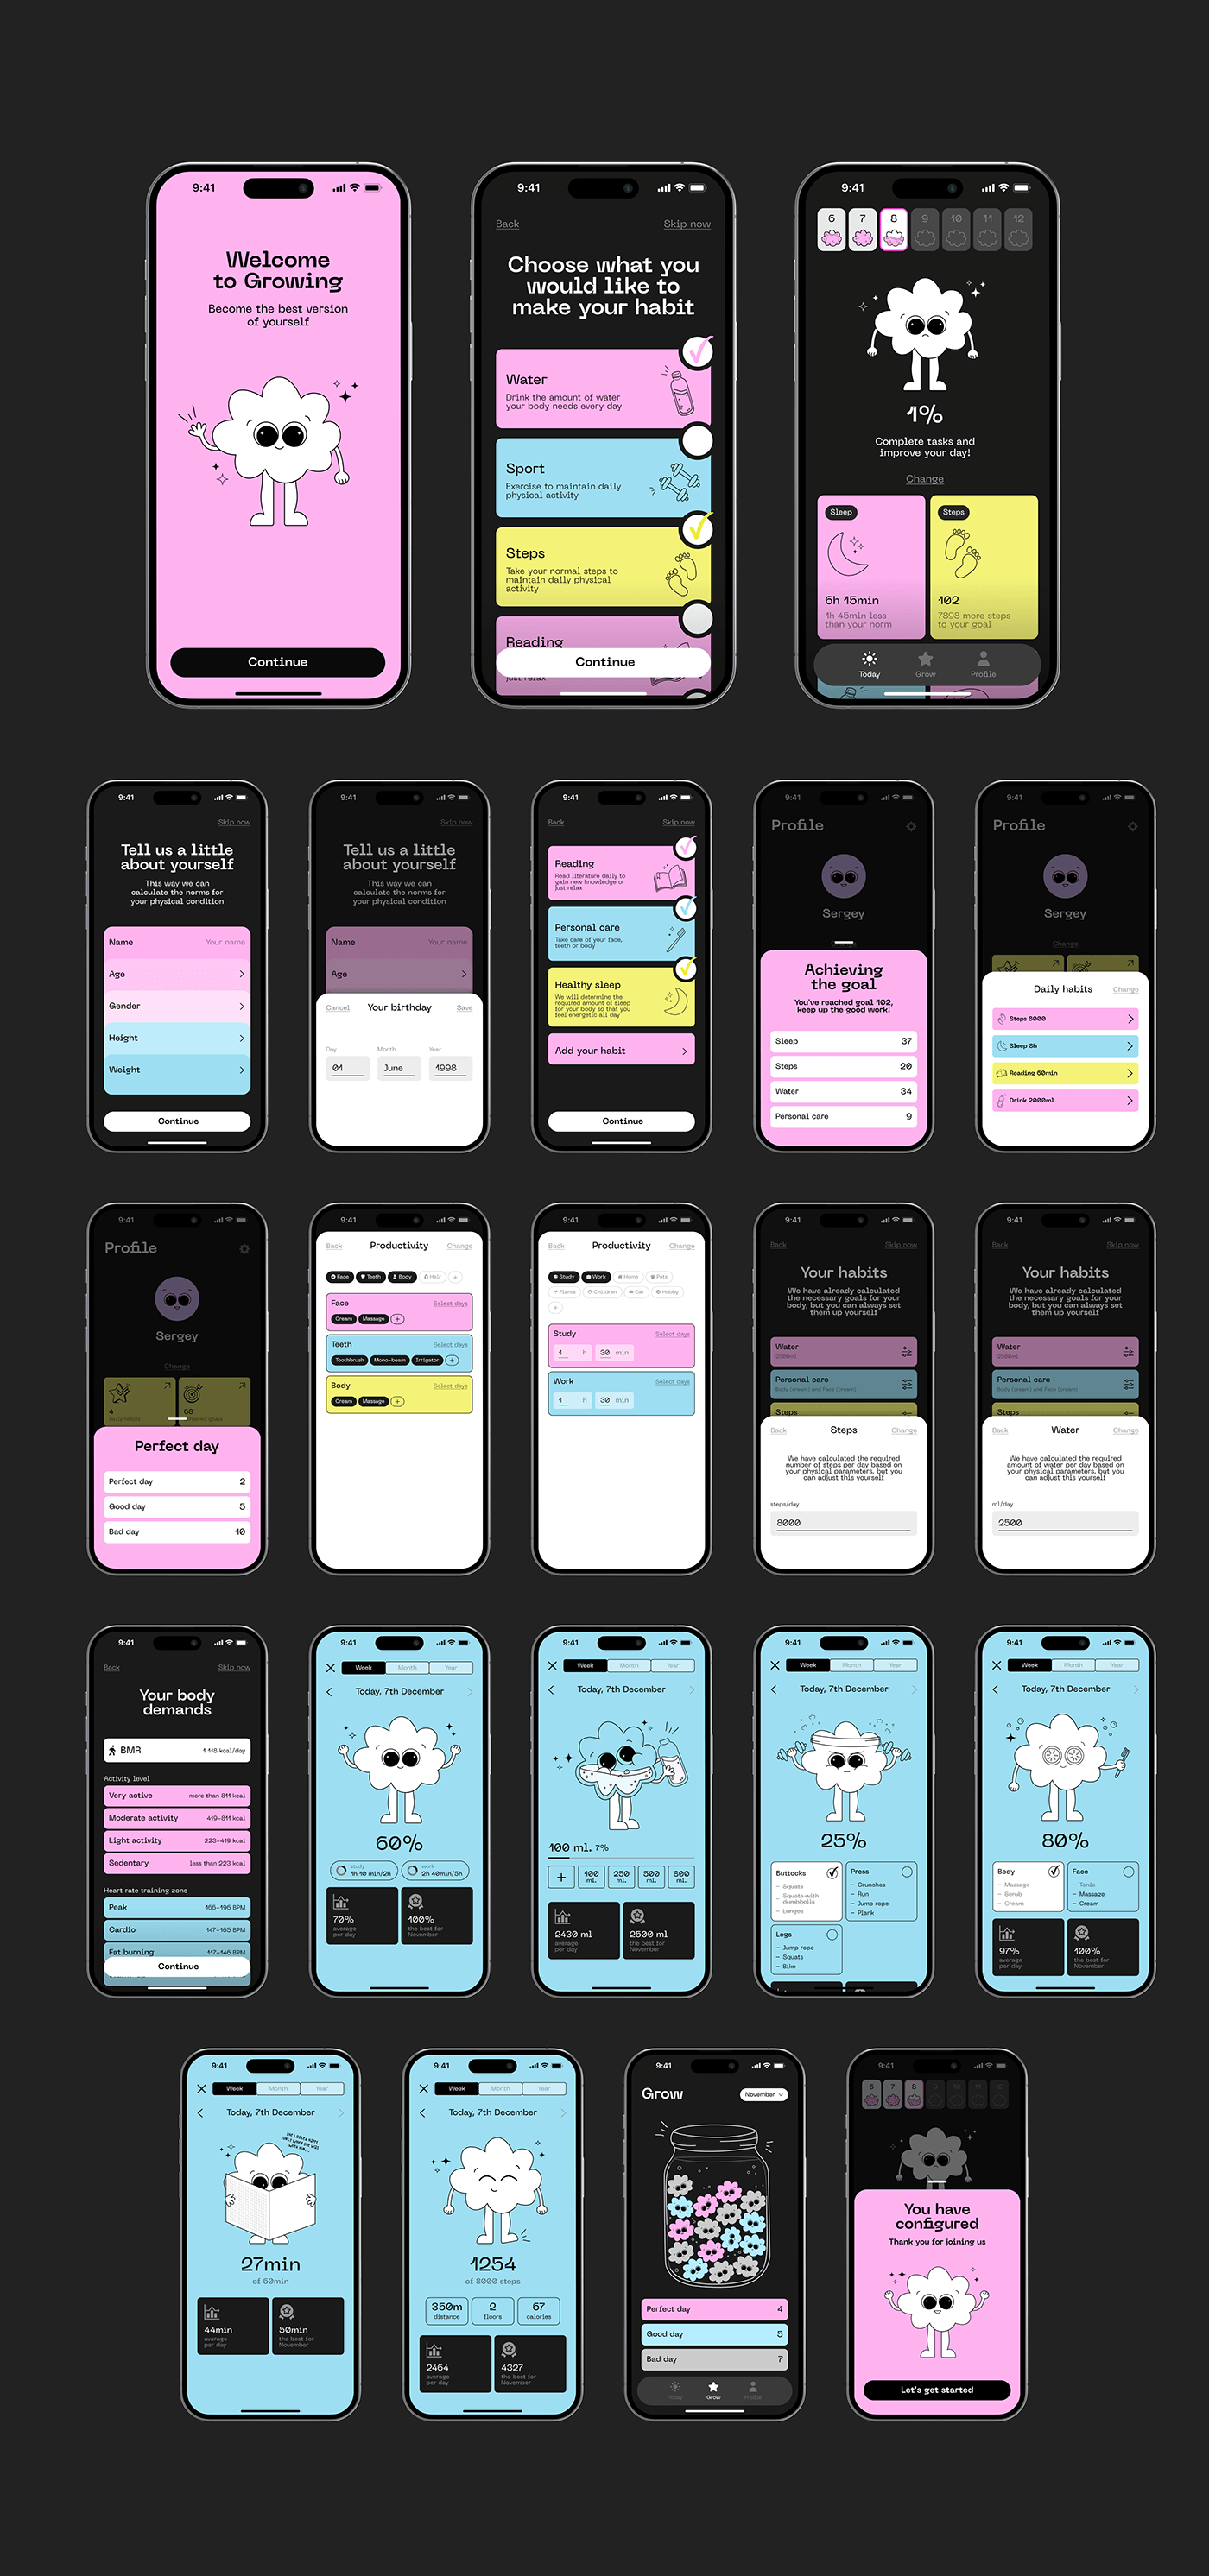 9:41
Welcome
to Growing
Become the best version
of yourself
Continue
9:41
Back
Skip now
Choose what you
would like to
make your habit
Water
Drink the amount of water
your body needs every day
Sport
Exercise to maintain daily
physical activity
Steps
Take your normal steps to
maintain daily physical
activity
Reading
just relax
Continue
9:41
6 7 8 9 10 11 12
1%
Complete tasks and
improve your day!
Change
Sleep
6h 15min
1h 45min less
than your norm
Steps
102
7898 more steps
to your goal
Today
Grow
Profile
9:41
Skip now
Tell us a little
about yourself
This way we can
calculate the norms for
your physical condition
Name Your name
Age
Gender
Height
Weight
Continue
9:41
Skip now
Tell us a little
about yourself
This way we can
calculate the norms for
your physical condition
Name Your name
Age
Cancel Your birthday Save
Day Month Year
01 June 1998
9:41
Back Skip now
Reading
Read literature daily to
gain new knowledge or
just relax
Personal care
Take care of your face,
teeth or body
Healthy sleep
We will determine the
required amount of sleep
for your body so that you
feel energetic all day
Add your habit
Continue
9:41
Profile
Sergey
Achieving
the goal
You've reached goal 102,
keep up the good work!
Sleep 37
Steps 20
Water 34
Personal care 9
9:41
Profile
Sergey
Change
Daily habits Change
Steps 8000
Sleep 8h
Reading 60min
Drink 2000ml
9:41
Profile
Sergey
Change
4
daily habits
68
Perfect day
Perfect day 2
Good day 5
Bad day 10
9:41
Back Productivity Change
Face Teeth Body Hair +
Face Select days
Cream Massage +
Teeth Select days
Toothbrush Mono-beam Irrigator +
Body Select days
Cream Massage +
9:41
Back Productivity Change
Study Work Home Pets
Plants Children Car Hobby
+
Study Select days
1 h 30 min
Work Select days
1 h 30 min
9:41
Back Skip now
Your habits
We have already calculated
the necessary goals for your
body, but you can always set
them up yourself
Water
2500ml
Personal care
Body (cream) and Face (cream)
Steps
Back Steps Change
We have calculated the required
number of steps per day based on
your physical parameters, but you
can adjust this yourself
steps/day
8000
9:41
Back Skip now
Your habits
We have already calculated
the necessary goals for your
body, but you can always set
them up yourself
Water
2500ml
Personal care
Body (cream) and Face (cream)
Steps
Back Water Change
We have calculated the required
amount of water per day based on
your physical parameters, but you
can adjust this yourself
ml/day
2500
9:41
Back Skip now
Your body
demands
BMR 1 118 kcal/day
Activity level
Very active more than 811 kcal
Moderate activity 419-811 kcal
Light activity 223-419 kcal
Sedentary less than 223 kcal
Heart rate training zone
Peak 166-196 BPM
Cardio 147-165 BPM
Fat burning 117-146 BPM
Continue
9:41
Week Month Year
Today, 7th December
60%
study
1h 10 min/2h
work
2h 40min/5h
70%
average
per day
100%
the best for
November
9:41
Week Month Year
Today, 7th December
100 ml. 7%
+
100
ml.
250
ml.
500
ml.
800
ml.
2430 ml
average
per day
2500 ml
the best for
November
9:41
Week Month Year
Today, 7th December
25%
Buttocks
– Squats
– Squats with
dumbbells
– Lunges
Press
– Crunches
– Run
– Jump rope
– Plank
Legs
– Jump rope
– Squats
– Bike
9:41
Week Month Year
Today, 7th December
80%
Body
– Massage
– Scrub
– Cream
Face
– Tonic
– Massage
– Cream
97%
average
per day
100%
the best for
November
9:41
Week Month Year
Today, 7th December
27min
of 60min
44min
average
per day
50min
the best for
November
9:41
Week Month Year
Today, 7th December
1254
of 8000 steps
350m
distance
2
floors
67
calories
2464
average
per day
4327
the best for
November
9:41
Grow
November
Perfect day 4
Good day 5
Bad day 7
Today
Grow
Profile
9:41
6 7 8 9 10 11 12
You have
configured
Thank you for joining us
Let's get started